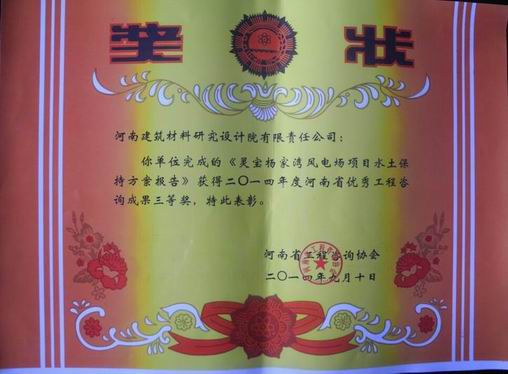 奖 状
河南建筑材料研究设计院有限责任公司：
你单位完成的《灵宝杨家湾风电场项目水土保
持方案报告》获得二〇一四年度河南省优秀工程咨
询成果三等奖，特此表彰。
河南省工程咨询协会
二〇一四年九月十日